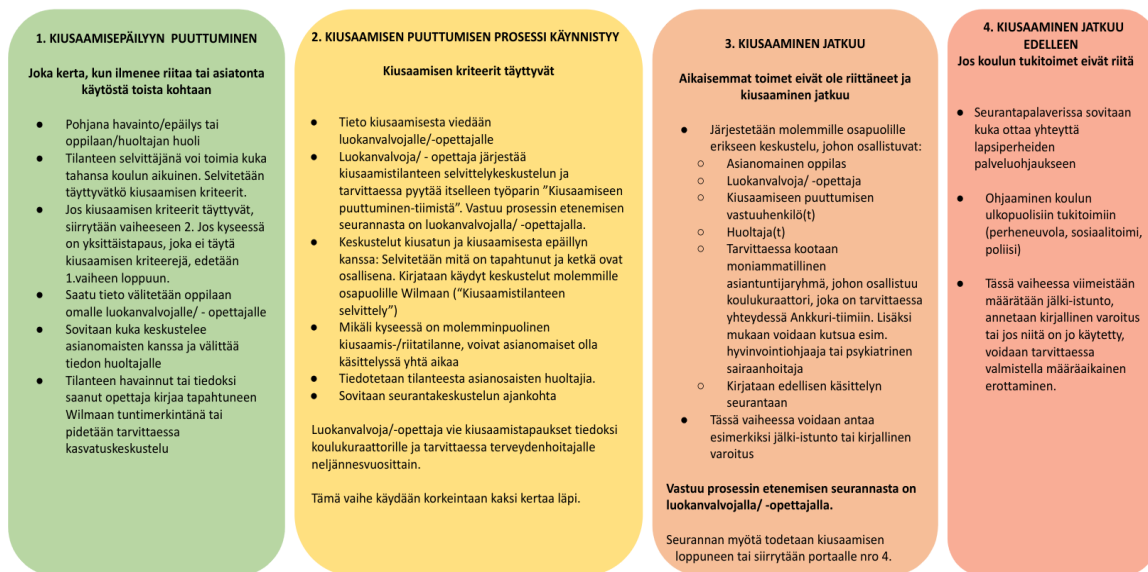 1. KIUSAAMISEPÄILYYN PUUTTUMINEN
Joka kerta, kun ilmenee riitaa tai asiatonta
käytöstä toista kohtaan
● Pohjana havainto/epäilys tai
oppilaan/huoltajan huoli
● Tilanteen selvittäjänä voi toimia kuka
tahansa koulun aikuinen. Selvitetään
täyttyvätkö kiusaamisen kriteerit.
● Jos kiusaamisen kriteerit täyttyvät,
siirrytään vaiheeseen 2. Jos kyseessä
on yksittäistapaus, joka ei täytä
kiusaamisen kriteerejä, edetään
1.vaiheen loppuun.
● Saatu tieto välitetään oppilaan
omalle luokanvalvojalle/ - opettajalle
● Sovitaan kuka keskustelee
asianomaisten kanssa ja välittää
tiedon huoltajalle
● Tilanteen havainnut tai tiedoksi
saanut opettaja kirjaa tapahtuneen
Wilmaan tuntimerkintänä tai
pidetään tarvittaessa
kasvatuskeskustelu
2. KIUSAAMISEN PUUTTUMISEN PROSESSI KÄYNNISTYY
Kiusaamisen kriteerit täyttyvät
● Tieto kiusaamisesta viedään
luokanvalvojalle/-opettajalle
● Luokanvalvoja/ - opettaja järjestää
kiusaamistilanteen selvittelykeskustelun ja
tarvittaessa pyytää itselleen työparin ”Kiusaamiseen
puuttuminen-tiimistä”. Vastuu prosessin etenemisen
seurannasta on luokanvalvojalla/ -opettajalla.
● Keskustelut kiusatun ja kiusaamisesta epäillyn
kanssa: Selvitetään mitä on tapahtunut ja ketkä ovat
osallisena. Kirjataan käydyt keskustelut molemmille
osapuolille Wilmaan (“Kiusaamistilanteen
selvittely”)
● Mikäli kyseessä on molemminpuolinen
kiusaamis-/riitatilanne, voivat asianomaiset olla
käsittelyssä yhtä aikaa
● Tiedotetaan tilanteesta asianosaisten huoltajia.
● Sovitaan seurantakeskustelun ajankohta
Luokanvalvoja/-opettaja vie kiusaamistapaukset tiedoksi
koulukuraattorille ja tarvittaessa terveydenhoitajalle
neljännesvuosittain.
Tämä vaihe käydään korkeintaan kaksi kertaa läpi.
3. KIUSAAMINEN JATKUU
Aikaisemmat toimet eivät ole riittäneet ja
kiusaaminen jatkuu
● Järjestetään molemmille osapuolille
erikseen keskustelu, johon osallistuvat:
○ Asianomainen oppilas
○ Luokanvalvoja/ -opettaja
○ Kiusaamiseen puuttumisen
vastuuhenkilö(t)
○ Huoltaja(t)
○ Tarvittaessa kootaan
moniammatillinen
asiantuntijaryhmä, johon osallistuu
koulukuraattori, joka on tarvittaessa
yhteydessä Ankkuri-tiimiin. Lisäksi
mukaan voidaan kutsua esim.
hyvinvointiohjaaja tai psykiatrinen
sairaanhoitaja
○ Kirjataan edellisen käsittelyn
seurantaan
● Tässä vaiheessa voidaan antaa
esimerkiksi jälki-istunto tai kirjallinen
varoitus
Vastuu prosessin etenemisen seurannasta on
luokanvalvojalla/ -opettajalla.
Seurannan myötä todetaan kiusaamisen
loppuneen tai siirrytään portaalle nro 4.
4. KIUSAAMINEN JATKUU
EDELLEEN
Jos koulun tukitoimet eivät riitä
● Seurantapalaverissa sovitaan
kuka ottaa yhteyttä
lapsiperheiden
palveluohjaukseen
● Ohjaaminen koulun
ulkopuolisiin tukitoimiin
(perheneuvola, sosiaalitoimi,
poliisi)
● Tässä vaiheessa viimeistään
määrätään jälki-istunto,
annetaan kirjallinen varoitus
tai jos niitä on jo käytetty,
voidaan tarvittaessa
valmistella määräaikainen
erottaminen.